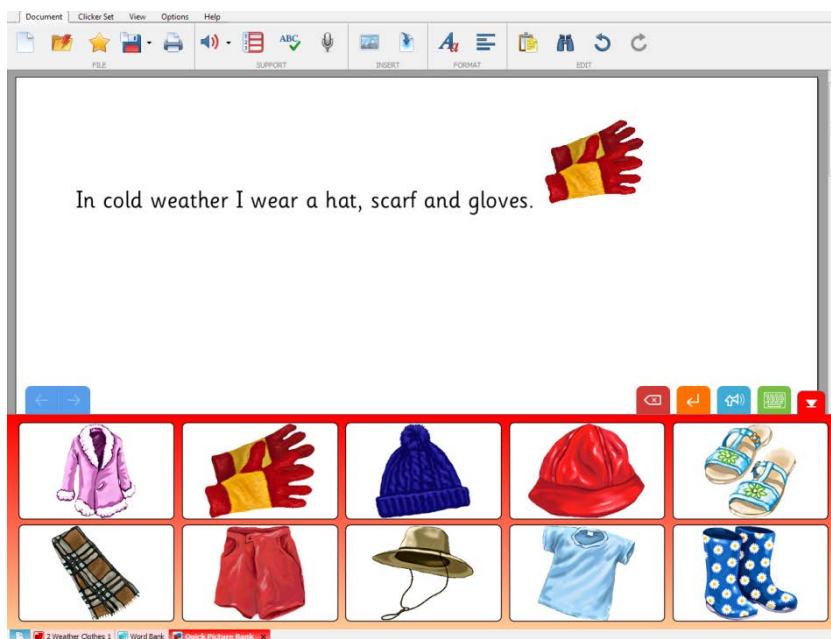 Document Clicker Set View Options Help
ABC
FILE SUPPORT INSERT FORMAT EDIT
In cold weather I wear a hat, scarf and gloves.
2 Weather Clothes 1 Word Bank Quick Picture Bank x